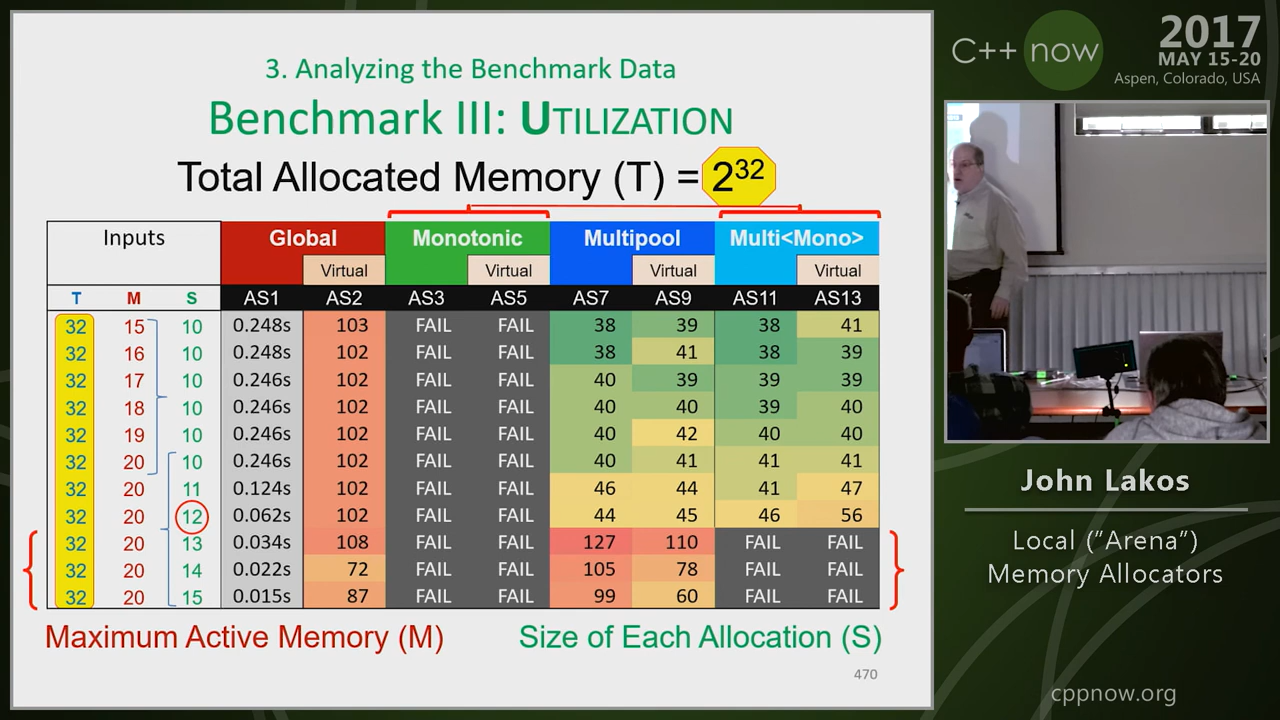 3. Analyzing the Benchmark Data
Benchmark III: UTILIZATION
Total Allocated Memory (T) = 2^32
Inputs Global Monotonic Multipool Multi<Mono>
Virtual Virtual Virtual Virtual
T M S AS1 AS2 AS3 AS5 AS7 AS9 AS11 AS13
32 15 10 0.248s 103 FAIL FAIL 38 39 38 41
32 16 10 0.248s 102 FAIL FAIL 38 41 38 39
32 17 10 0.246s 102 FAIL FAIL 40 39 39 39
32 18 10 0.246s 102 FAIL FAIL 40 40 39 40
32 19 10 0.246s 102 FAIL FAIL 40 42 40 40
32 20 10 0.246s 102 FAIL FAIL 40 41 41 41
32 20 11 0.124s 102 FAIL FAIL 46 44 41 47
32 20 12 0.062s 102 FAIL FAIL 44 45 46 56
32 20 13 0.034s 108 FAIL FAIL 127 110 FAIL FAIL
32 20 14 0.022s 72 FAIL FAIL 105 78 FAIL FAIL
32 20 15 0.015s 87 FAIL FAIL 99 60 FAIL FAIL
Maximum Active Memory (M) Size of Each Allocation (S)
470
C++ now
2017
MAY 15-20
Aspen, Colorado, USA
John Lakos
Local ("Arena")
Memory Allocators
cppnow.org